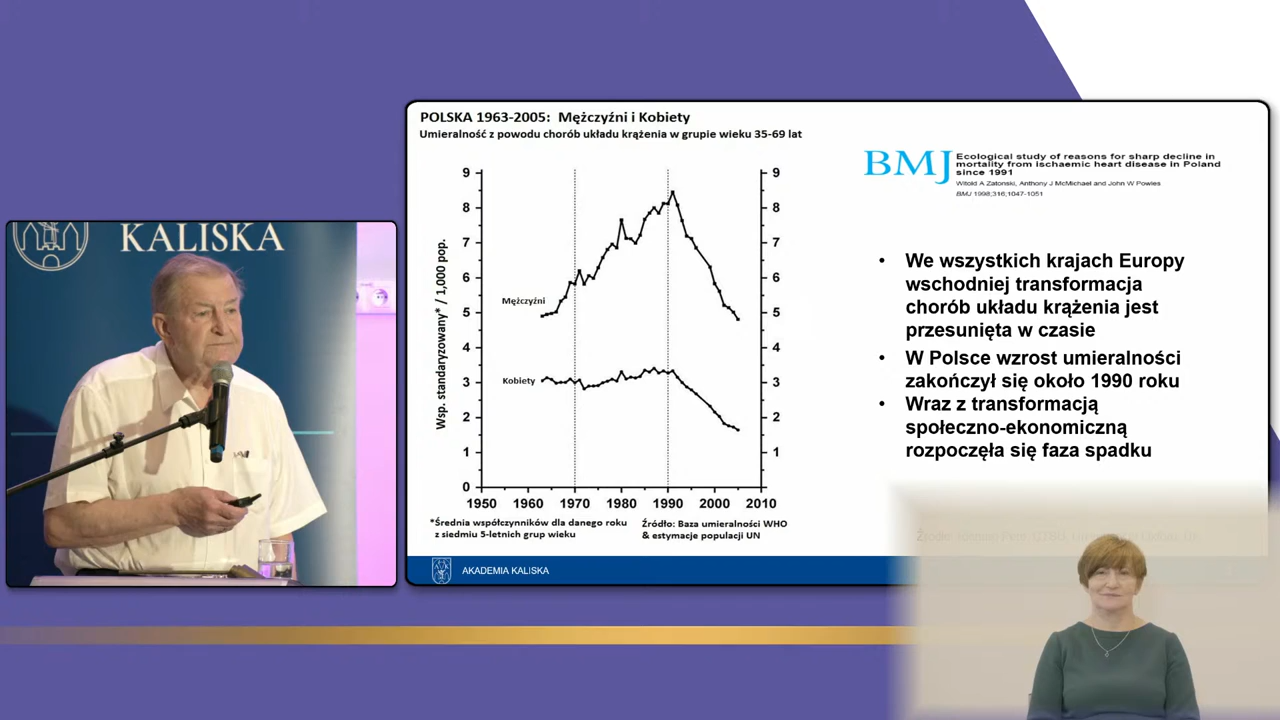 KALISKA
POLSKA 1963-2005: Mężczyźni i Kobiety
Umieralność z powodu chorób układu krążenia w grupie wieku 35-69 lat
Wsp. standaryzowany* / 1,000 pop.
9
8
7
6
5
4
3
2
1
0
9
8
7
6
5
4
3
2
1
Mężczyźni
Kobiety
1950 1960 1970 1980 1990 2000 2010
*Średnia współczynników dla danego roku
z siedmiu 5-letnich grup wieku
Źródło: Baza umieralności WHO
& estymacje populacji UN
BMJ
Ecological study of reasons for sharp decline in
mortality from ischaemic heart disease in Poland
since 1991
Witold A Zatonski, Anthony J McMichael and John W Powles
BMJ 1998;316;1047-1051
• We wszystkich krajach Europy
wschodniej transformacja
chorób układu krążenia jest
przesunięta w czasie
• W Polsce wzrost umieralności
zakończył się około 1990 roku
• Wraz z transformacją
społeczno-ekonomiczną
rozpoczęła się faza spadku
AKADEMIA KALISKA